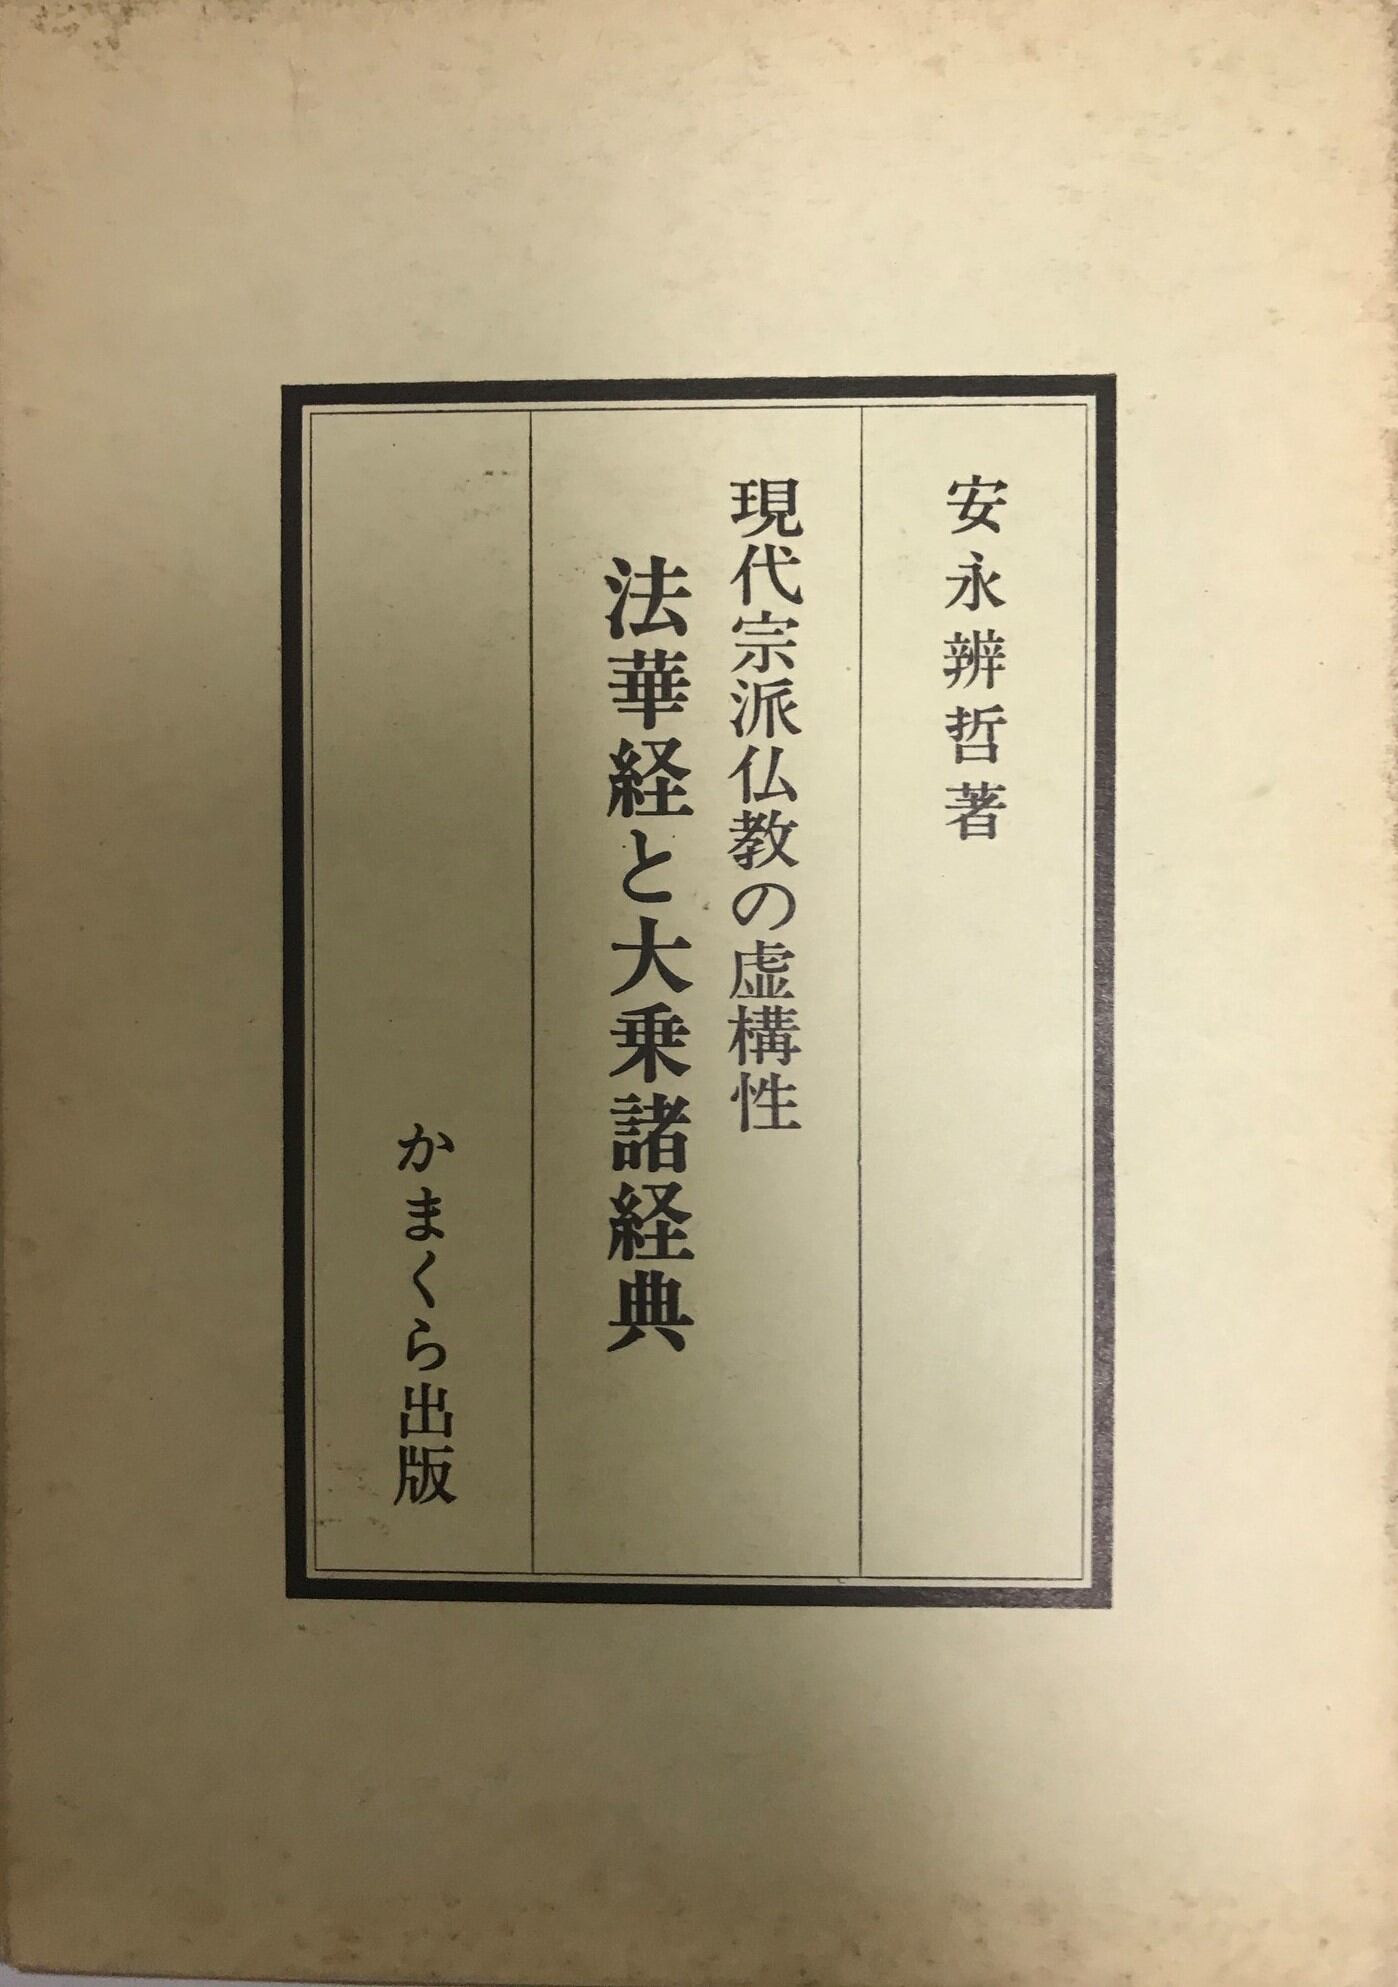 安永辨哲著
現代宗派仏教の虚構性
法華経と大乗諸経典
かまくら出版